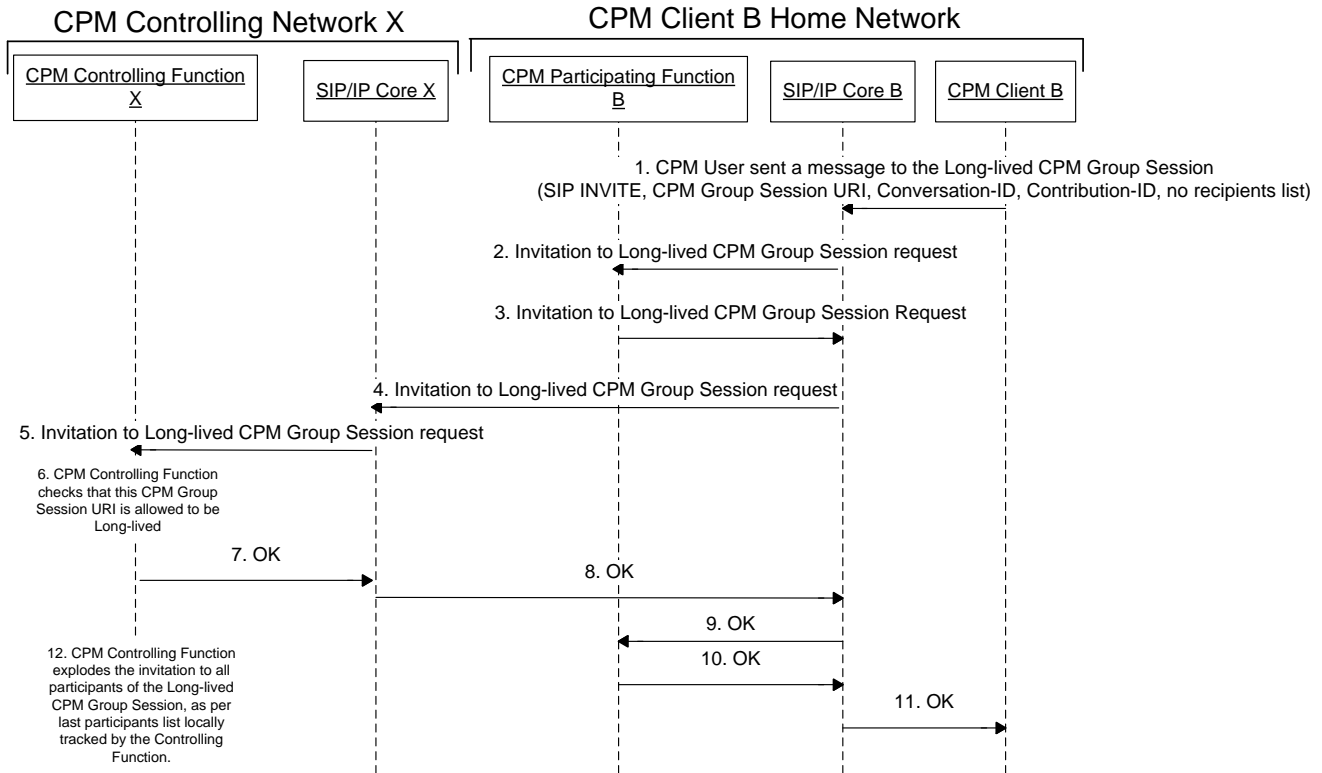 CPM Controlling Network X
CPM Client B Home Network
CPM Controlling Function
X
SIP/IP Core X
CPM Participating Function
B
SIP/IP Core B
CPM Client B
1. CPM User sent a message to the Long-lived CPM Group Session
(SIP INVITE, CPM Group Session URI, Conversation-ID, Contribution-ID, no recipients list)
2. Invitation to Long-lived CPM Group Session request
3. Invitation to Long-lived CPM Group Session Request
4. Invitation to Long-lived CPM Group Session request
5. Invitation to Long-lived CPM Group Session request
6. CPM Controlling Function
checks that this CPM Group
Session URI is allowed to be
Long-lived
7. OK
8. OK
9. OK
10. OK
11. OK
12. CPM Controlling Function
explodes the invitation to all
participants of the Long-lived
CPM Group Session, as per
last participants list locally
tracked by the Controlling
Function.